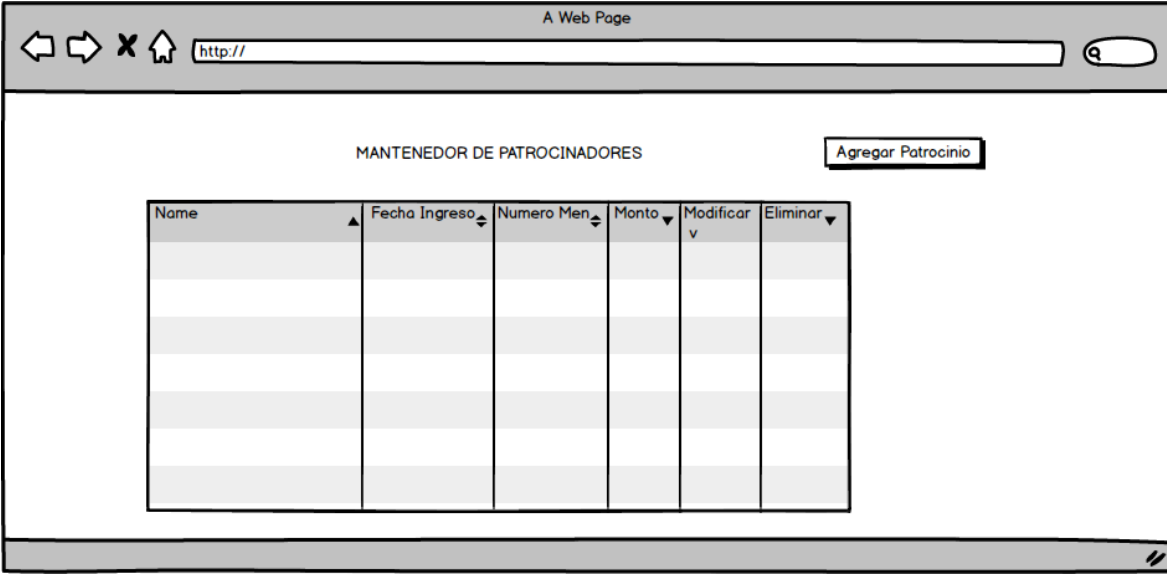 A Web Page
http://
MANTENEDOR DE PATROCINADORES
Agregar Patrocinio
Name
Fecha Ingreso
Numero Men
Monto
Modificar
v
Eliminar